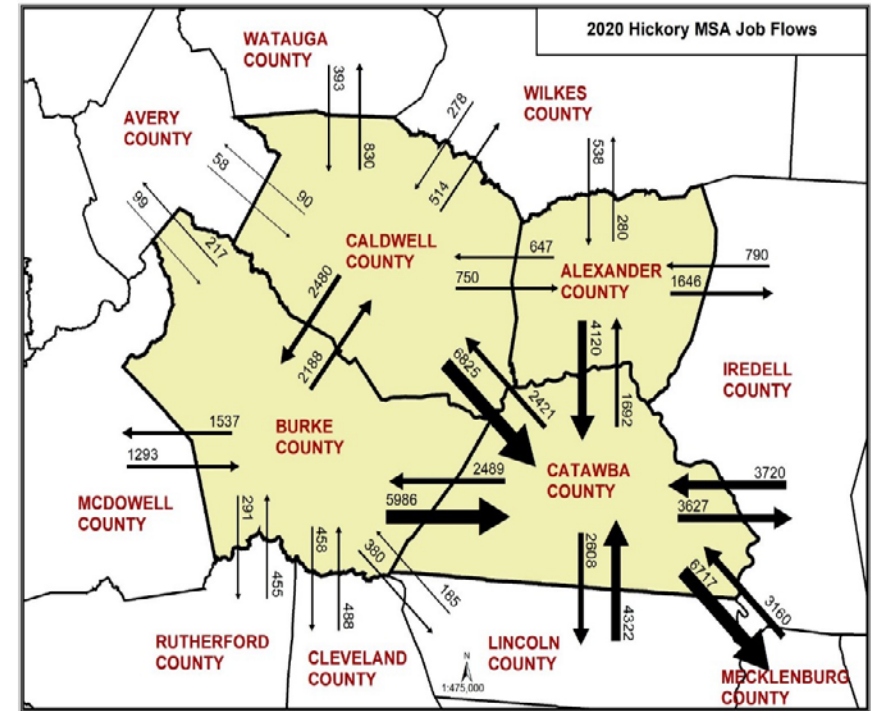 2020 Hickory MSA Job Flows
WATAUGA
COUNTY
393
830
278
514
WILKES
COUNTY
538
280
AVERY
COUNTY
58
90
99
217
CALDWELL
COUNTY
647
750
ALEXANDER
COUNTY
790
1646
2480
2188
4120
1692
6825
2421
IREDELL
COUNTY
BURKE
COUNTY
1537
1293
2489
5986
CATAWBA
COUNTY
3720
3627
MCDOWELL
COUNTY
291
455
458
488
380
185
2608
4322
6717
3160
RUTHERFORD
COUNTY
CLEVELAND
COUNTY
N
1:475,000
LINCOLN
COUNTY
MECKLENBURG
COUNTY